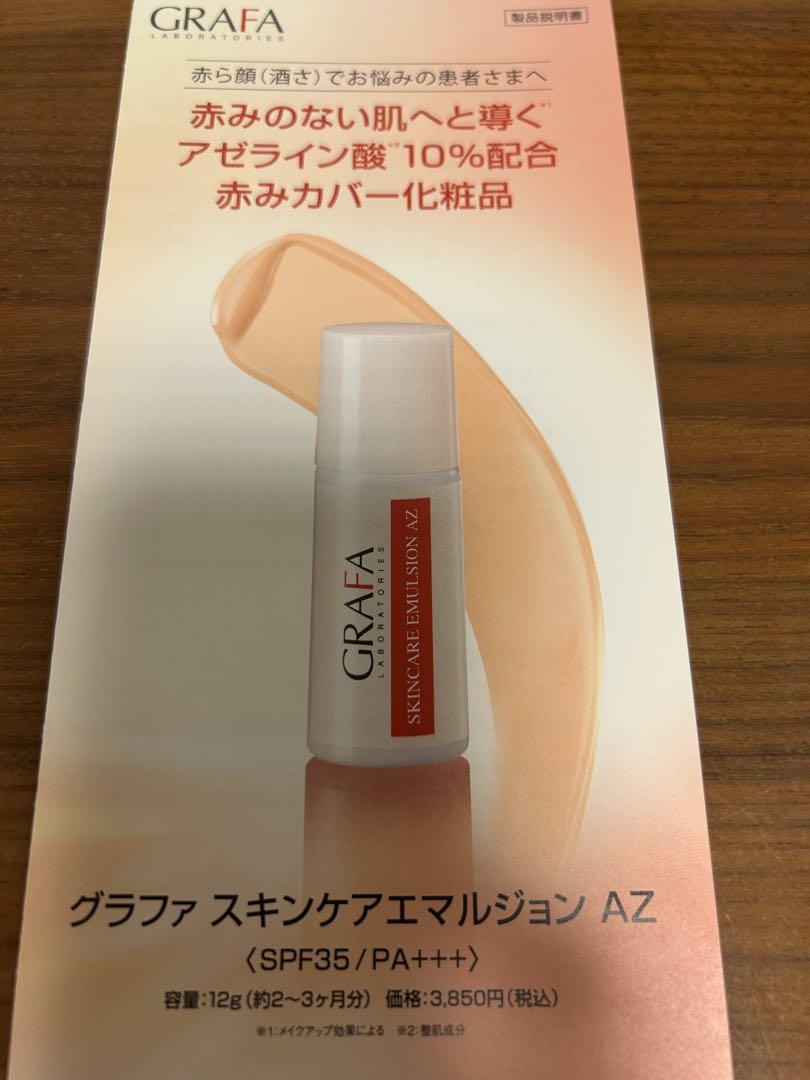 GRAFA
LABORATORIES
製品説明書
赤ら顔(酒さ)でお悩みの患者さまへ
赤みのない肌へと導く※1
アゼライン酸※2 10%配合
赤みカバー化粧品
GRAFA
LABORATORIES
SKINCARE EMULSION AZ
グラファ スキンケアエマルジョン AZ
〈SPF35/PA+++〉
容量:12g(約2〜3ヶ月分) 価格:3,850円(税込)
※1:メイクアップ効果による ※2:整肌成分